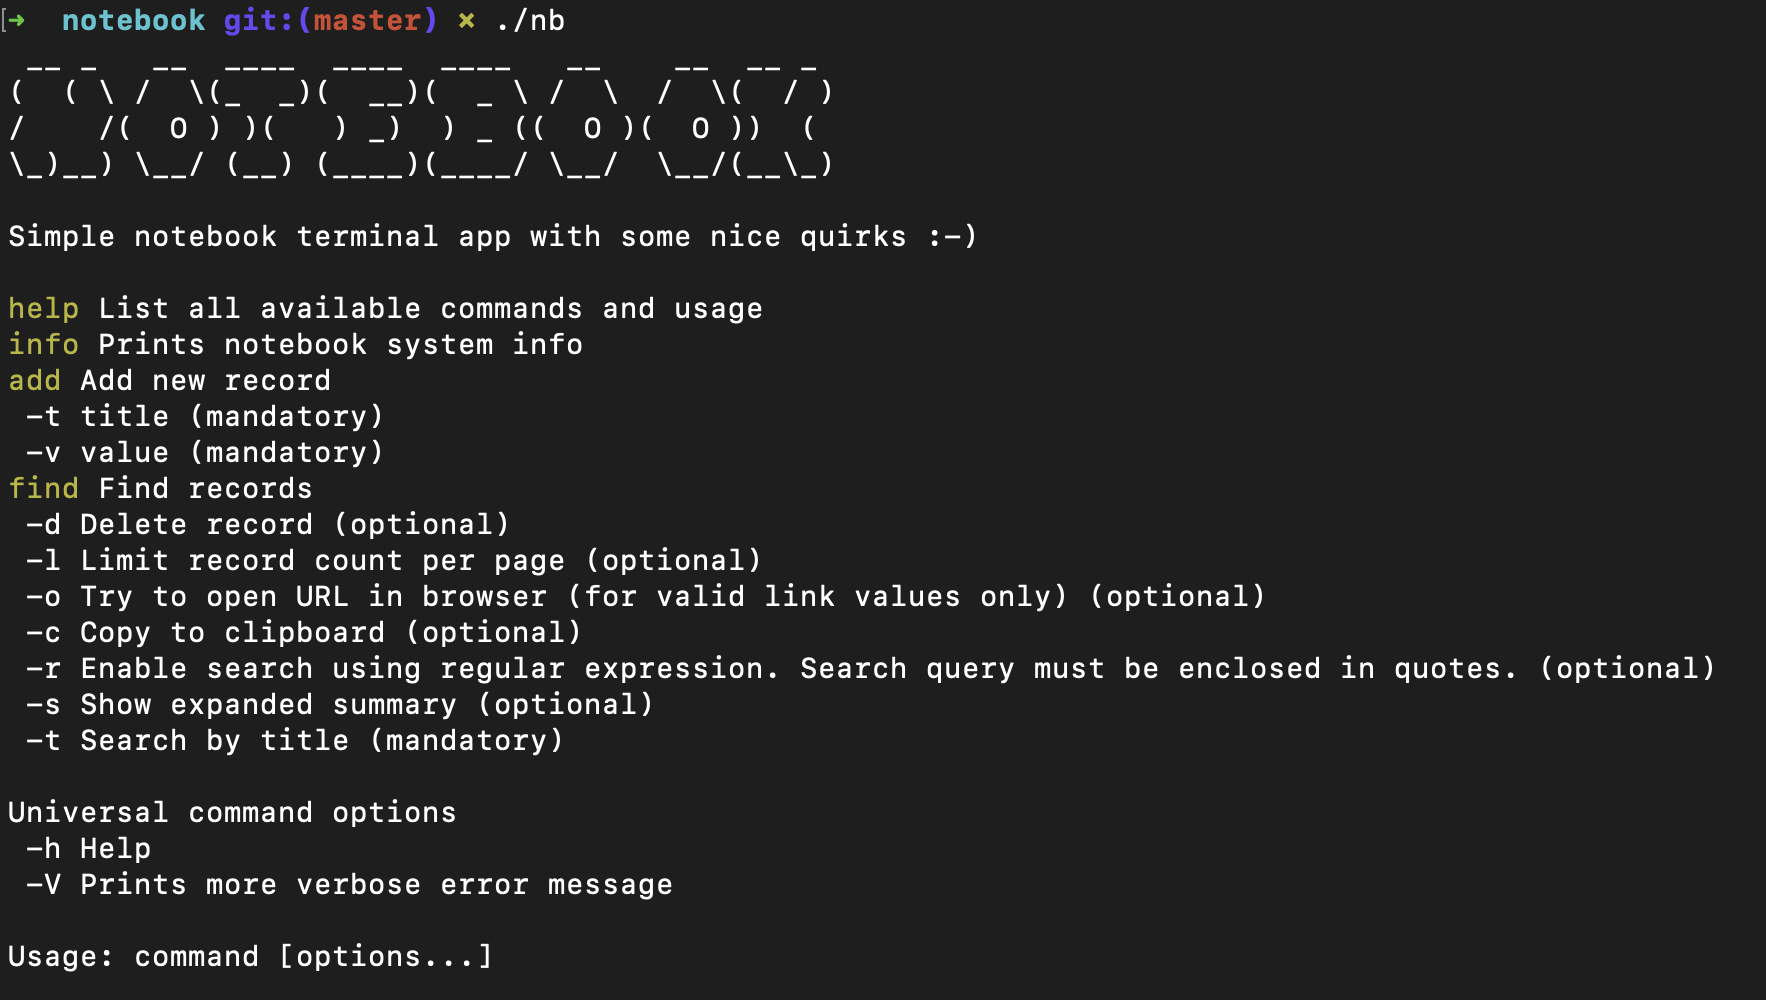 ➜  notebook git:(master) ✗ ./nb
 __ _   __  ____  ____  ____   __    __  __ _
(  ( \ /  \(_  _)(  __)(  _ \ /  \  /  \(  / )
/    /(  O ) )(   ) _)  ) _ ((  O )(  O ))  (
\_)__) \__/ (__) (____)(____/ \__/  \__/(__\_)
Simple notebook terminal app with some nice quirks :-)
help List all available commands and usage
info Prints notebook system info
add Add new record
 -t title (mandatory)
 -v value (mandatory)
find Find records
 -d Delete record (optional)
 -l Limit record count per page (optional)
 -o Try to open URL in browser (for valid link values only) (optional)
 -c Copy to clipboard (optional)
 -r Enable search using regular expression. Search query must be enclosed in quotes. (optional)
 -s Show expanded summary (optional)
 -t Search by title (mandatory)
Universal command options
 -h Help
 -V Prints more verbose error message
Usage: command [options...]